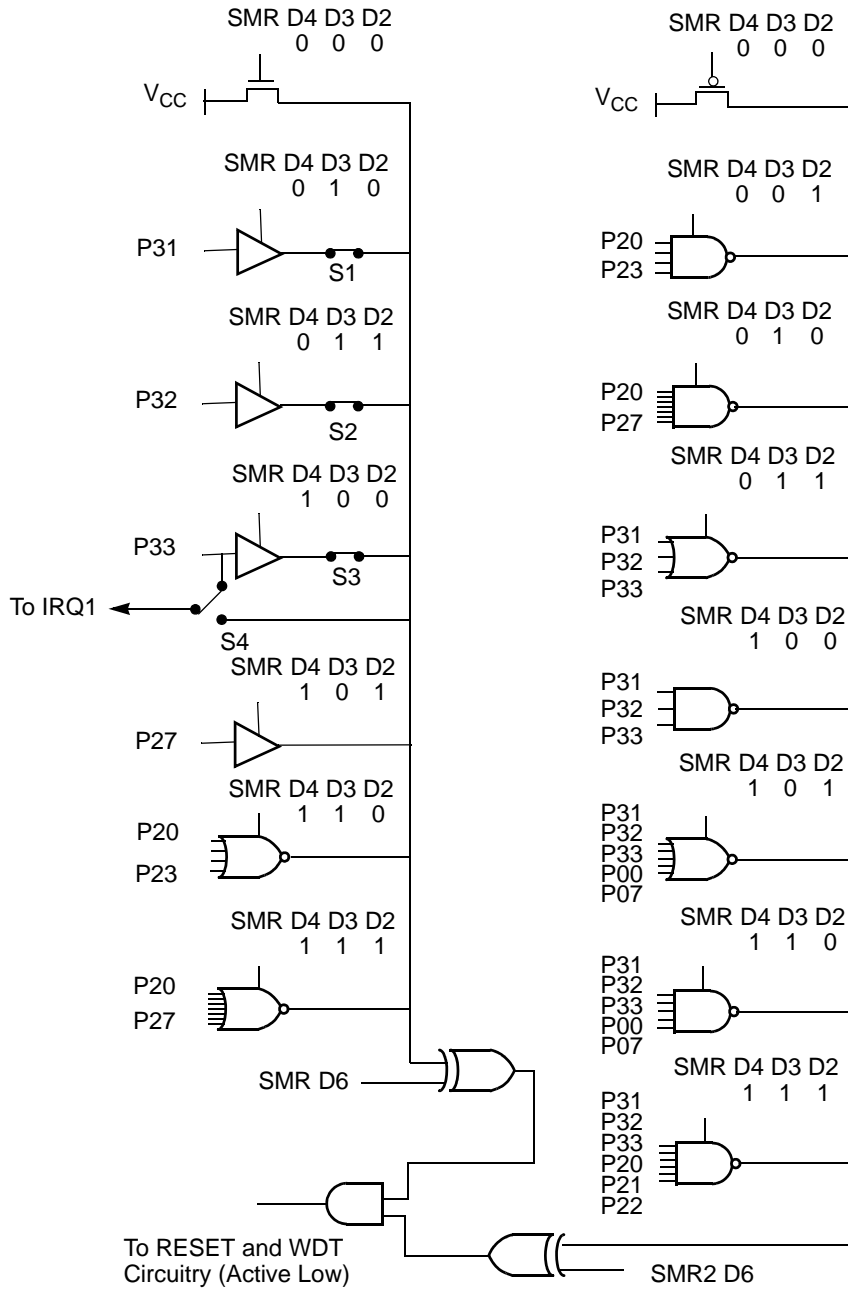 SMR D4 D3 D2
0 0 0
VCC
SMR D4 D3 D2
0 1 0
P31
S1
SMR D4 D3 D2
0 1 1
P32
S2
SMR D4 D3 D2
1 0 0
P33
S3
To IRQ1
S4
SMR D4 D3 D2
1 0 1
P27
SMR D4 D3 D2
1 1 0
P20
P23
SMR D4 D3 D2
1 1 1
P20
P27
SMR D6
To RESET and WDT
Circuitry (Active Low)
SMR D4 D3 D2
0 0 0
VCC
SMR D4 D3 D2
0 0 1
P20
P23
SMR D4 D3 D2
0 1 0
P20
P27
SMR D4 D3 D2
0 1 1
P31
P32
P33
SMR D4 D3 D2
1 0 0
P31
P32
P33
SMR D4 D3 D2
1 0 1
P31
P32
P33
P00
P07
SMR D4 D3 D2
1 1 0
P31
P32
P33
P00
P07
SMR D4 D3 D2
1 1 1
P31
P32
P33
P20
P21
P22
SMR2 D6